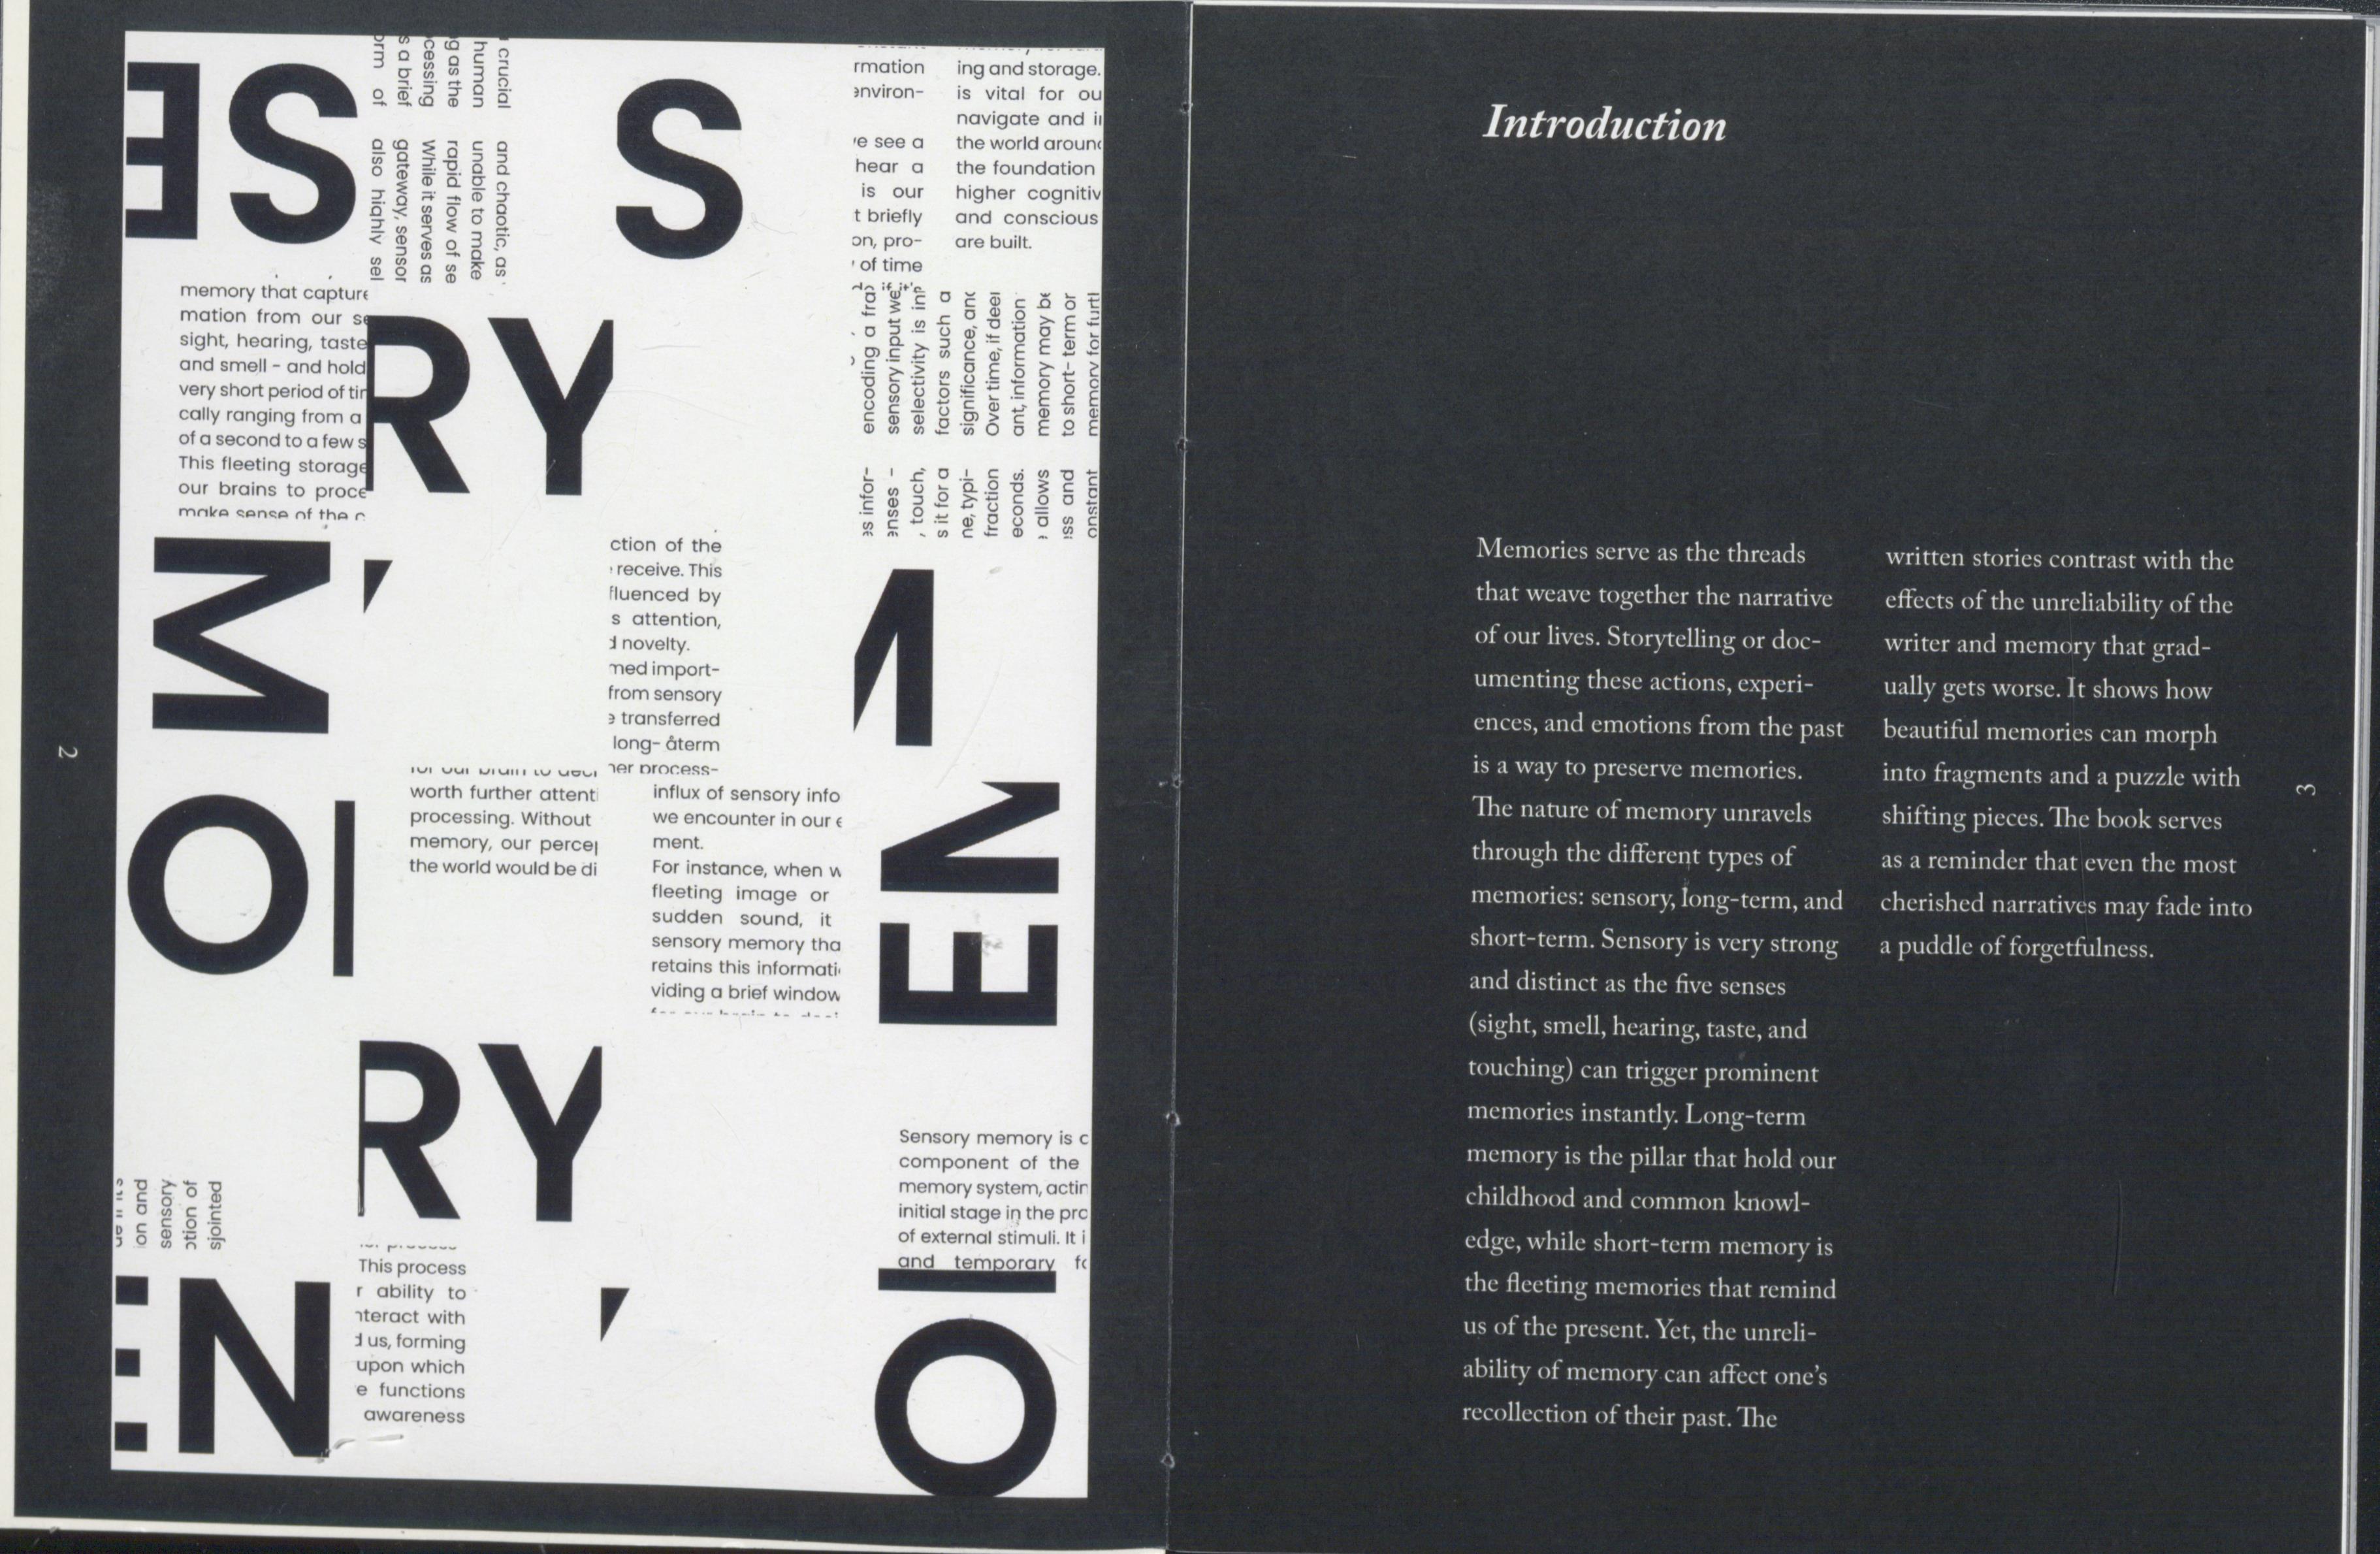 ES
S
crucial
human
g as the
cessing
s a brief
orm of
and chaotic, as
unable to make
rapid flow of se
While it serves as
gateway, sensor
also highly sel
rmation
environ-
ve see a
hear a
is our
t briefly
on, pro-
of time
ing and storage.
is vital for ou
navigate and i
the world aroun
the foundation
higher cognitiv
and conscious
are built.
memory that capture
mation from our se
sight, hearing, taste
and smell - and hold
very short period of tir
cally ranging from a
of a second to a few s
This fleeting storage
our brains to proce
make sense of the c
RY
encoding a fra
sensory input we
selectivity is inf
factors such a
significance, and
Over time, if deer
ant, information
memory may be
to short- term or
memory for furt
es infor-
enses -
, touch,
s it for a
ne, typi-
fraction
econds.
allows
ss and
onstant
M
ction of the
receive. This
fluenced by
s attention,
d novelty.
med import-
from sensory
e transferred
long- återm
her process-
2
O
worth further attent
processing. Without
memory, our percep
the world would be di
influx of sensory info
we encounter in our e
ment.
For instance, when w
fleeting image or
sudden sound, it
sensory memory tha
retains this informati
viding a brief window
EM
RY
Sensory memory is c
component of the
memory system, actin
initial stage in the pro
of external stimuli. It i
and temporary fo
on and
sensory
ction of
sjointed
This process
r ability to
nteract with
d us, forming
upon which
e functions
awareness
EN
O
Introduction
Memories serve as the threads
that weave together the narrative
of our lives. Storytelling or doc-
umenting these actions, experi-
ences, and emotions from the past
is a way to preserve memories.
The nature of memory unravels
through the different types of
memories: sensory, long-term, and
short-term. Sensory is very strong
and distinct as the five senses
(sight, smell, hearing, taste, and
touching) can trigger prominent
memories instantly. Long-term
memory is the pillar that hold our
childhood and common knowl-
edge, while short-term memory is
the fleeting memories that remind
us of the present. Yet, the unreli-
ability of memory can affect one's
recollection of their past. The
written stories contrast with the
effects of the unreliability of the
writer and memory that grad-
ually gets worse. It shows how
beautiful memories can morph
into fragments and a puzzle with
shifting pieces. The book serves
as a reminder that even the most
cherished narratives may fade into
a puddle of forgetfulness.
3